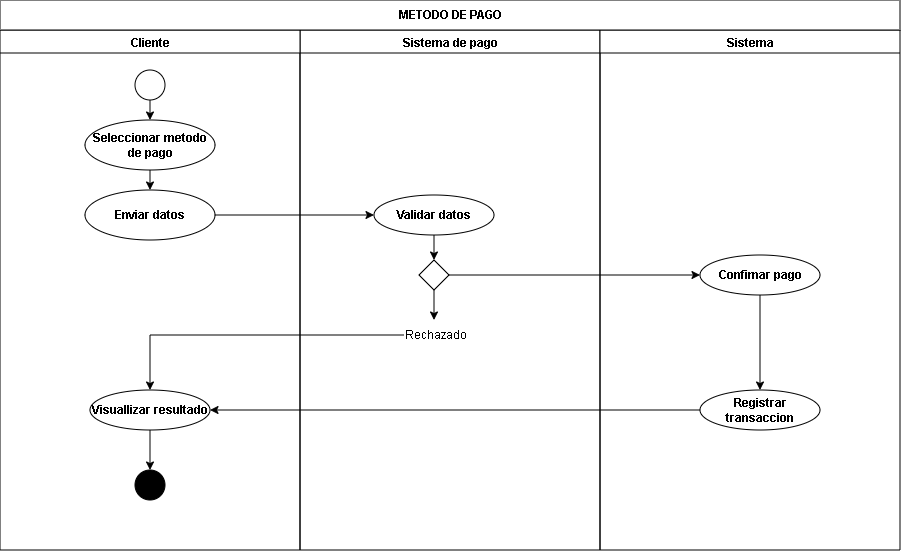 METODO DE PAGO
Cliente
Sistema de pago
Sistema
Seleccionar metodo
de pago
Enviar datos
Validar datos
Confirmar pago
Rechazado
Visuallizar resultado
Registrar
transaccion